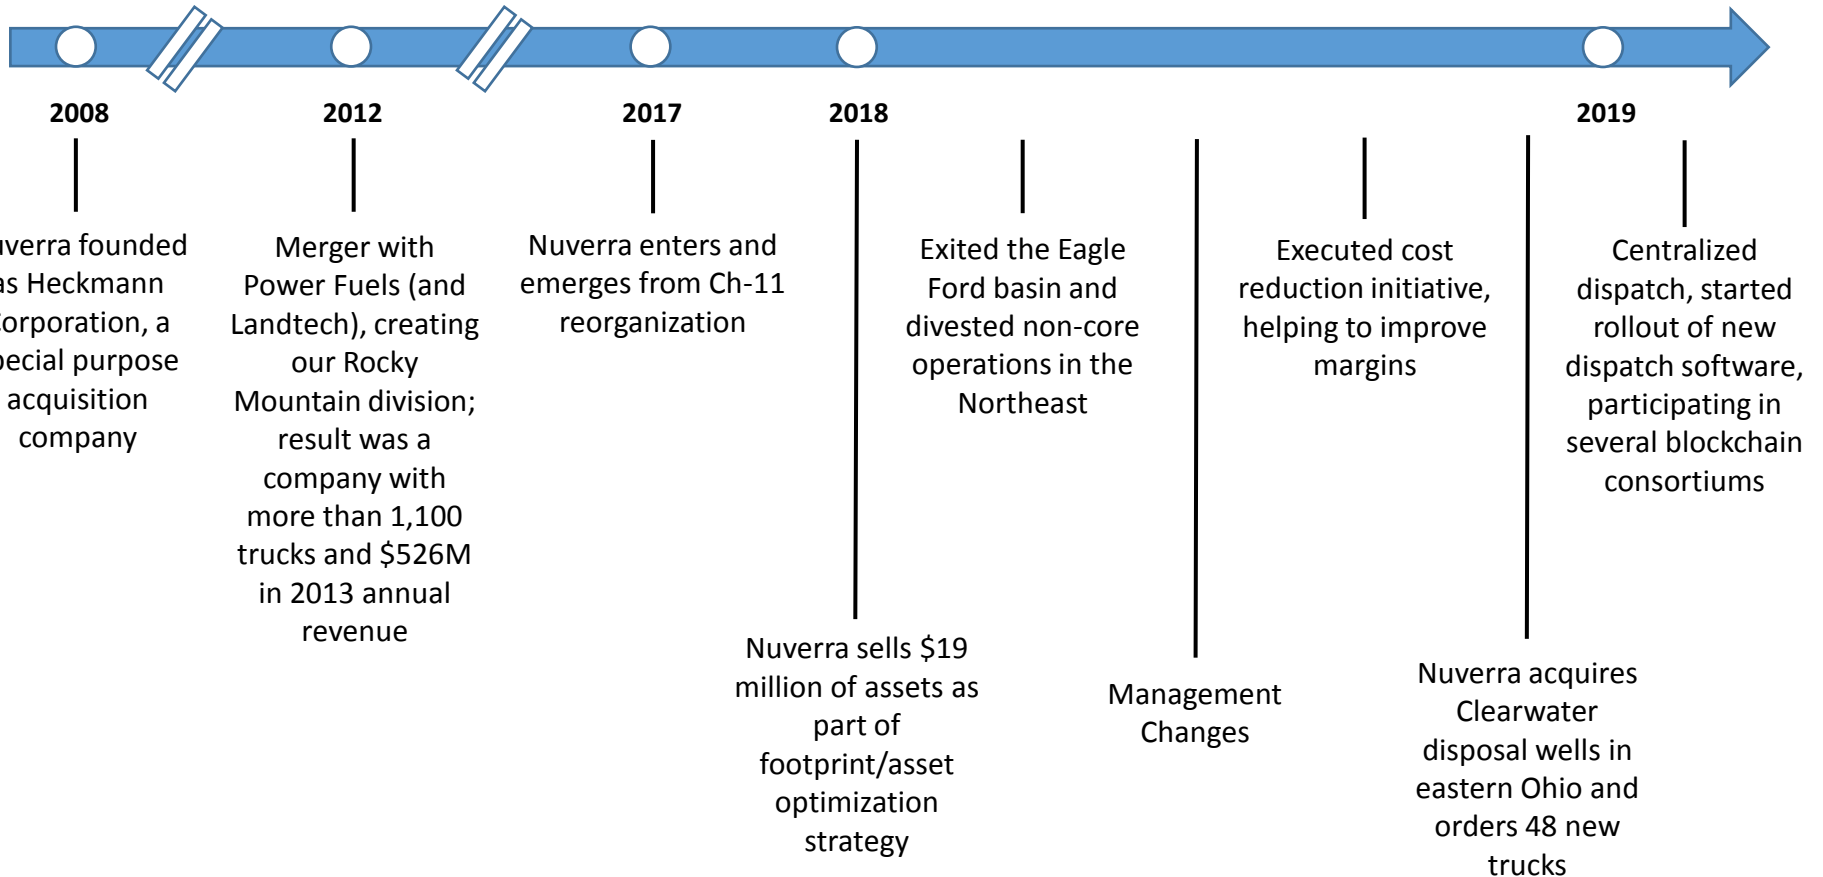 2008
2012
2017
2018
2019
uverra founded
as Heckmann
orporation, a
pecial purpose
acquisition
company
Merger with
Power Fuels (and
Landtech), creating
our Rocky
Mountain division;
result was a
company with
more than 1,100
trucks and $526M
in 2013 annual
revenue
Nuverra enters and
emerges from Ch-11
reorganization
Nuverra sells $19
million of assets as
part of
footprint/asset
optimization
strategy
Exited the Eagle
Ford basin and
divested non-core
operations in the
Northeast
Management
Changes
Executed cost
reduction initiative,
helping to improve
margins
Nuverra acquires
Clearwater
disposal wells in
eastern Ohio and
orders 48 new
trucks
Centralized
dispatch, started
rollout of new
dispatch software,
participating in
several blockchain
consortiums